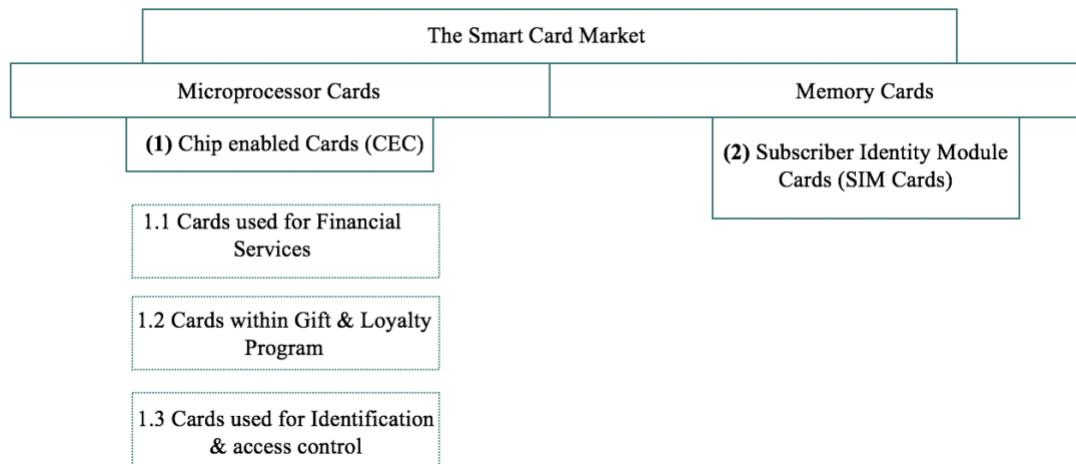 The Smart Card Market
Microprocessor Cards
Memory Cards
(1) Chip enabled Cards (CEC)
(2) Subscriber Identity Module
Cards (SIM Cards)
1.1 Cards used for Financial
Services
1.2 Cards within Gift & Loyalty
Program
1.3 Cards used for Identification
& access control